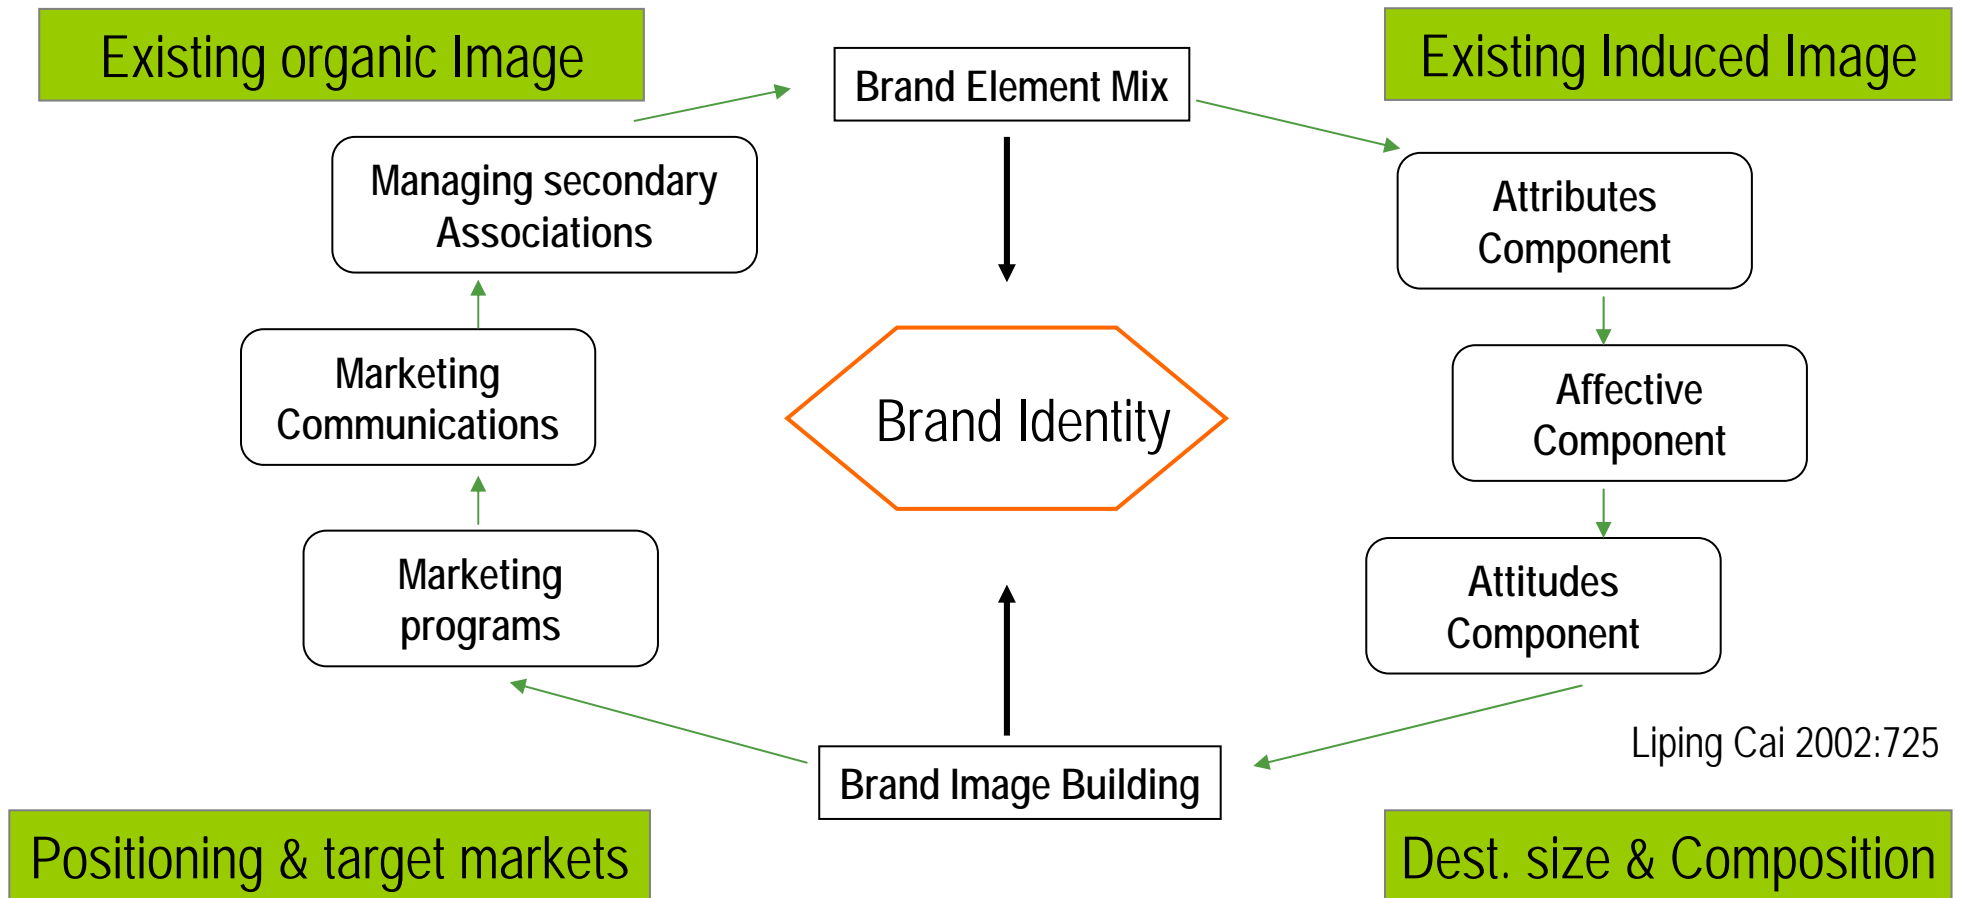 Existing organic Image
Brand Element Mix
Existing Induced Image
Managing secondary
Associations
Attributes
Component
Marketing
Communications
Brand Identity
Affective
Component
Marketing
programs
Attitudes
Component
Liping Cai 2002:725
Brand Image Building
Positioning & target markets
Dest. size & Composition